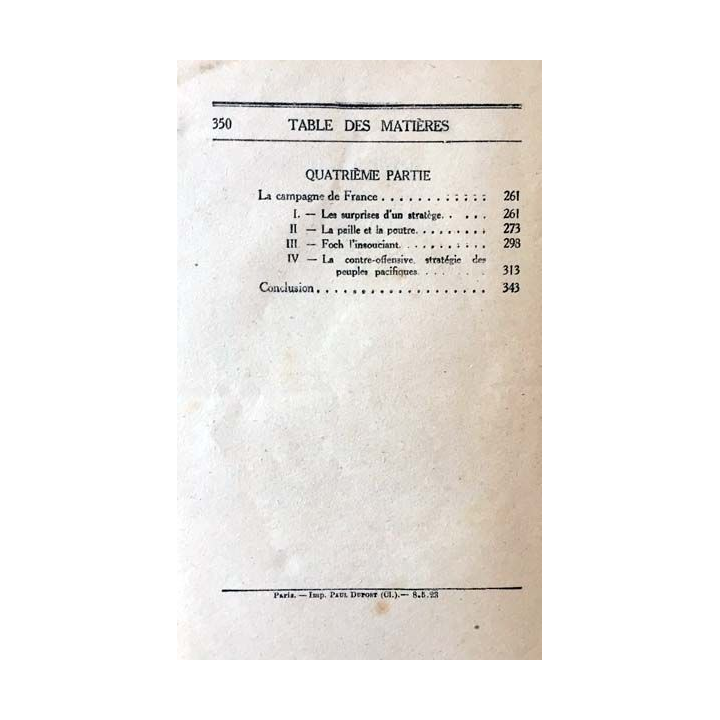 350 TABLE DES MATIÈRES
QUATRIÈME PARTIE
La campagne de France . . . . . . . . . . . . 261
I. — Les surprises d'un stratège. . . . . 261
II — La paille et la poutre. . . . . . . . . 273
III — Foch l'insouciant. . . . . . . . . . 298
IV — La contre-offensive, stratégie des
peuples pacifiques. . . . . . . . 313
Conclusion . . . . . . . . . . . . . . . . . . . . 343
Paris. — Imp. PAUL DUPONT (Cl.).— 8.5.23